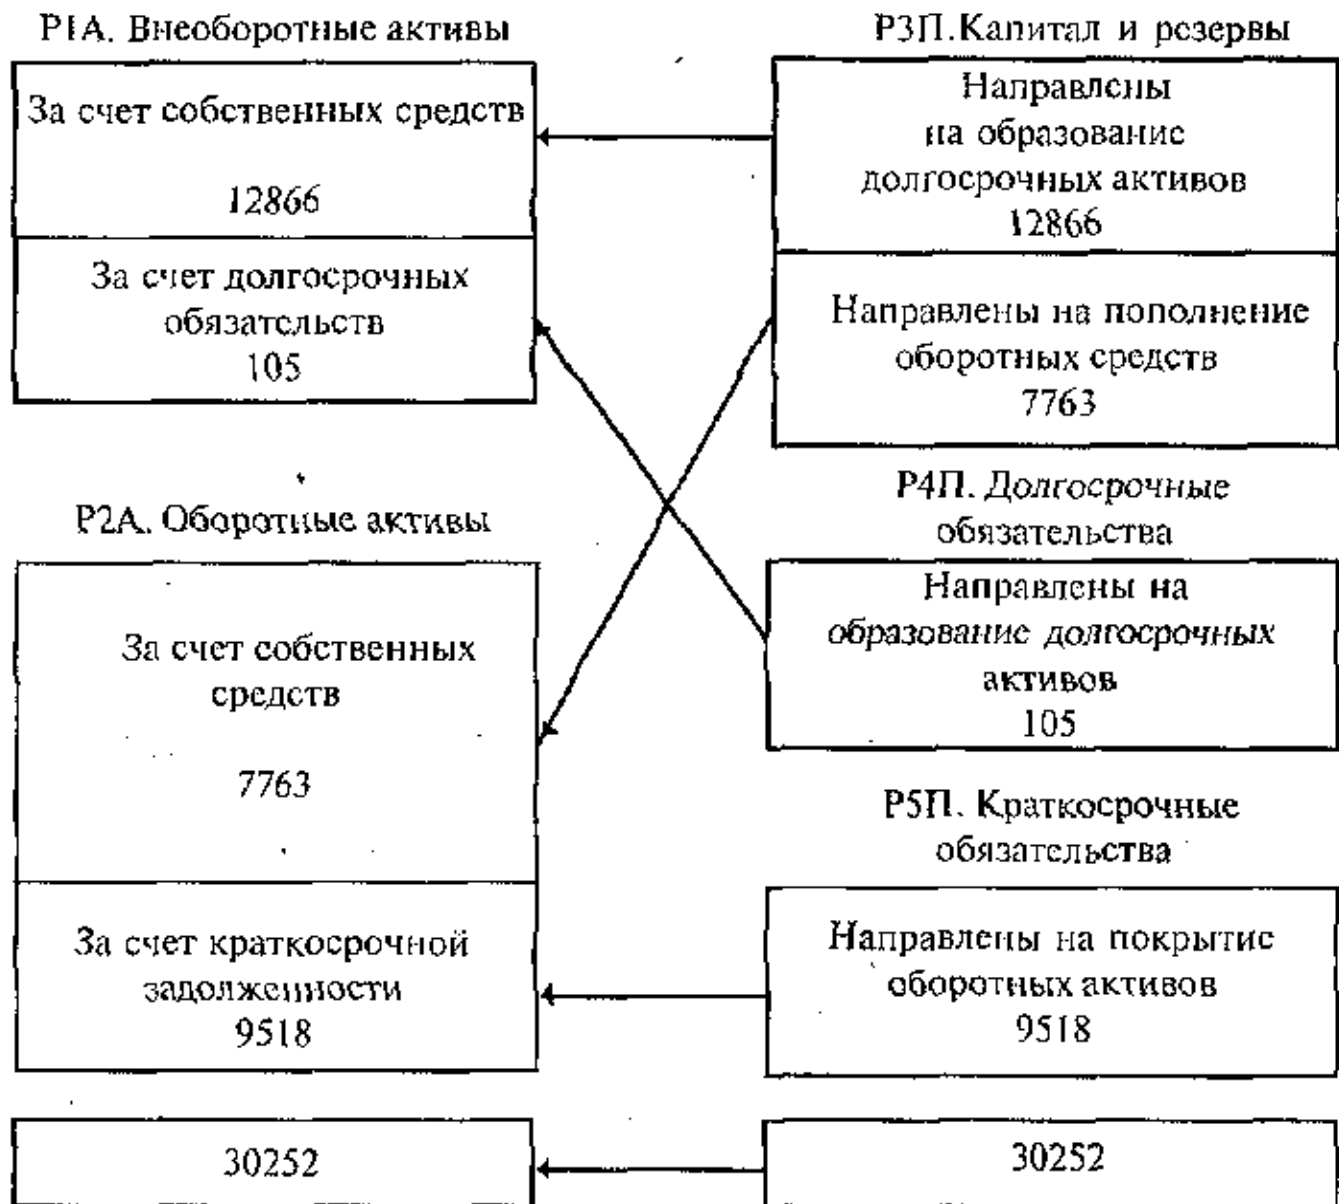 Р1А. Внеоборотные активы
За счет собственных средств
12866
За счет долгосрочных
обязательств
105
Р2А. Оборотные активы
За счет собственных
средств
7763
За счет краткосрочной
задолженности
9518
30252
Р3П.Капитал и резервы
Направлены
на образование
долгосрочных активов
12866
Направлены на пополнение
оборотных средств
7763
Р4П. Долгосрочные
обязательства
Направлены на
образование долгосрочных
активов
105
Р5П. Краткосрочные
обязательства
Направлены на покрытие
оборотных активов
9518
30252